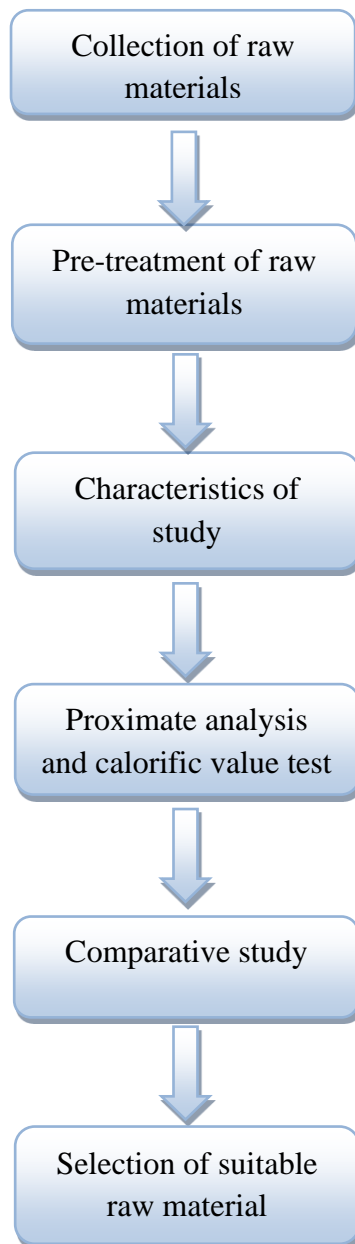 Collection of raw
materials
Pre-treatment of raw
materials
Characteristics of
study
Proximate analysis
and calorific value test
Comparative study
Selection of suitable
raw material